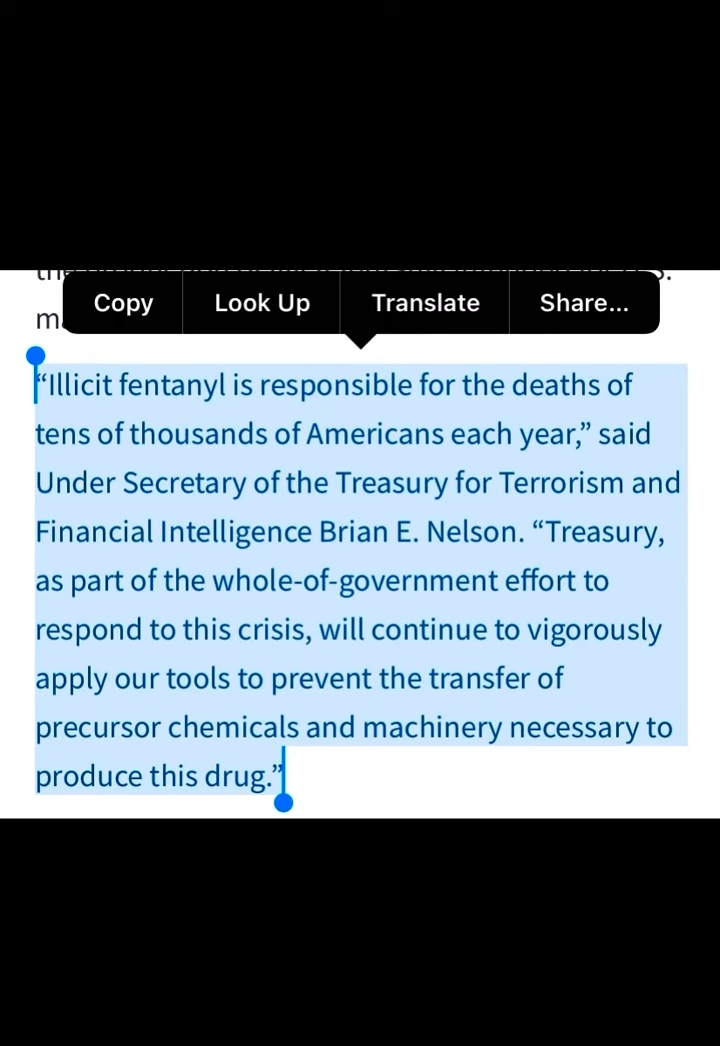 Copy Look Up Translate Share...
“Illicit fentanyl is responsible for the deaths of
tens of thousands of Americans each year,” said
Under Secretary of the Treasury for Terrorism and
Financial Intelligence Brian E. Nelson. “Treasury,
as part of the whole-of-government effort to
respond to this crisis, will continue to vigorously
apply our tools to prevent the transfer of
precursor chemicals and machinery necessary to
produce this drug.”